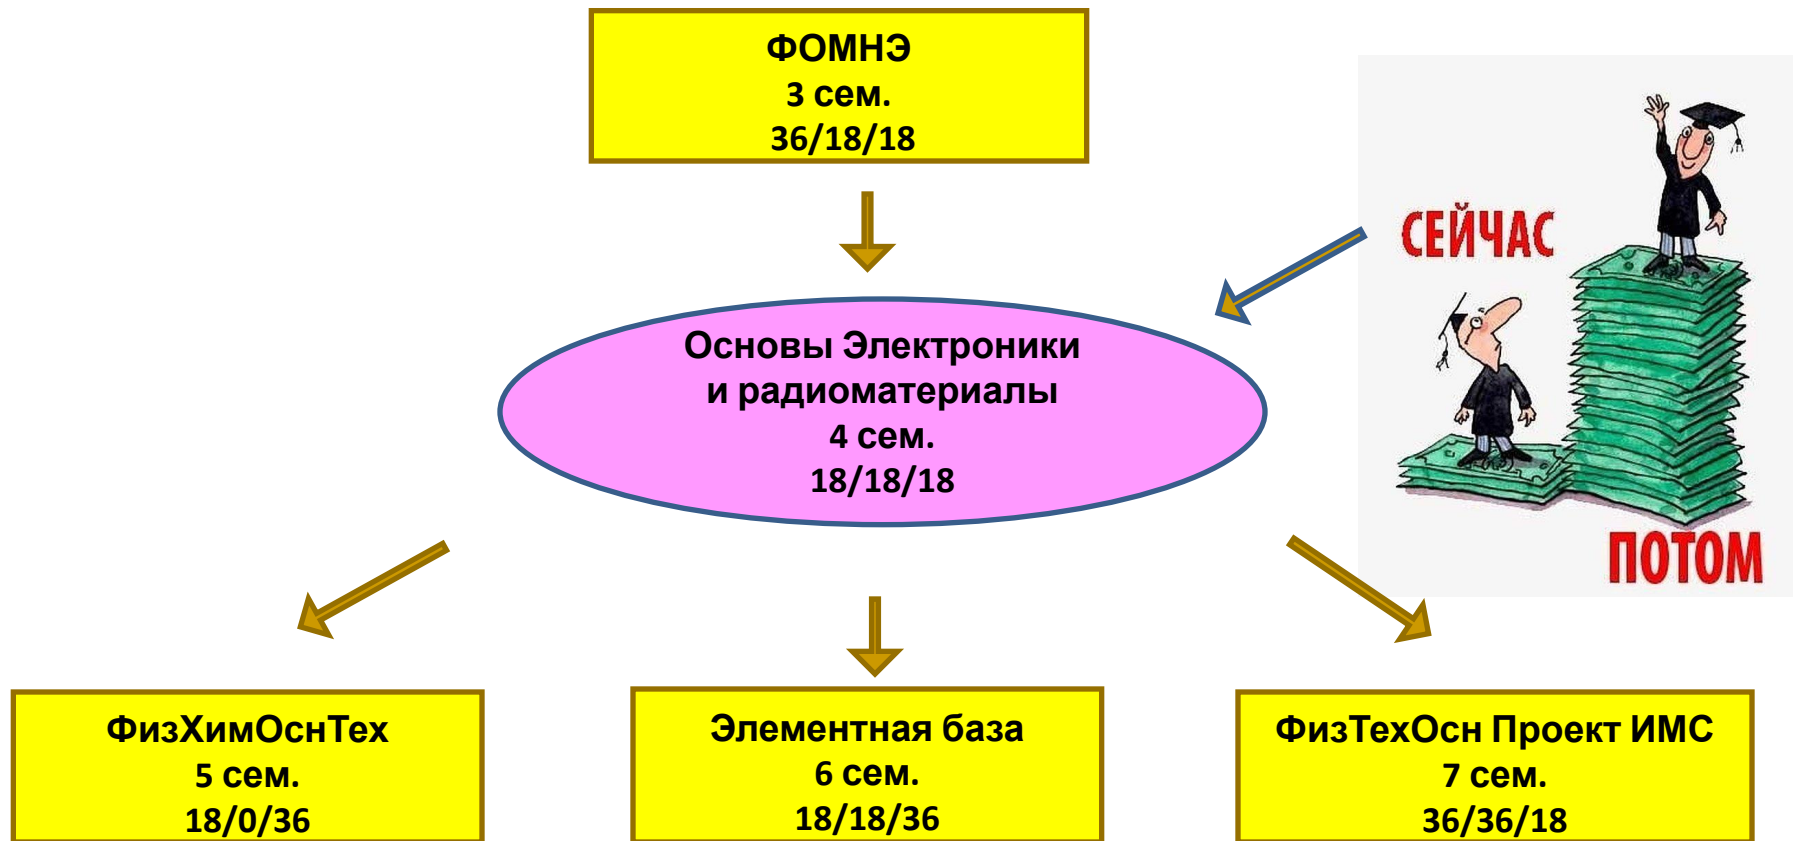 ФОМНЭ
3 сем.
36/18/18
СЕЙЧАС
Основы Электроники
и радиоматериалы
4 сем.
18/18/18
ПОТОМ
ФизХимОснТех
5 сем.
18/0/36
Элементная база
6 сем.
18/18/36
ФизТехОсн Проект ИМС
7 сем.
36/36/18